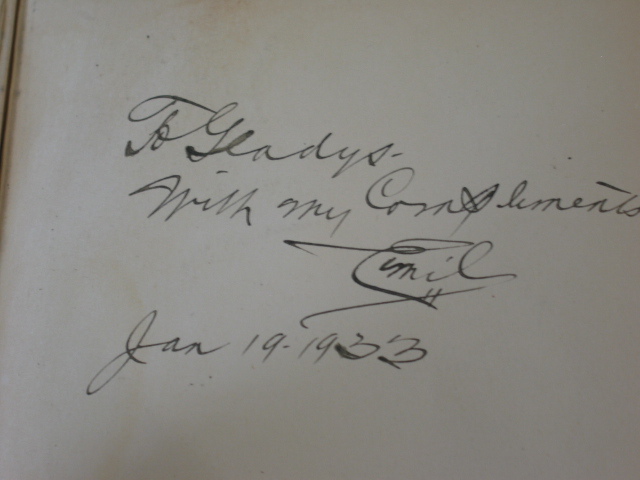 To Gladys-
With my Compliments
Emil
Jan 19-1933